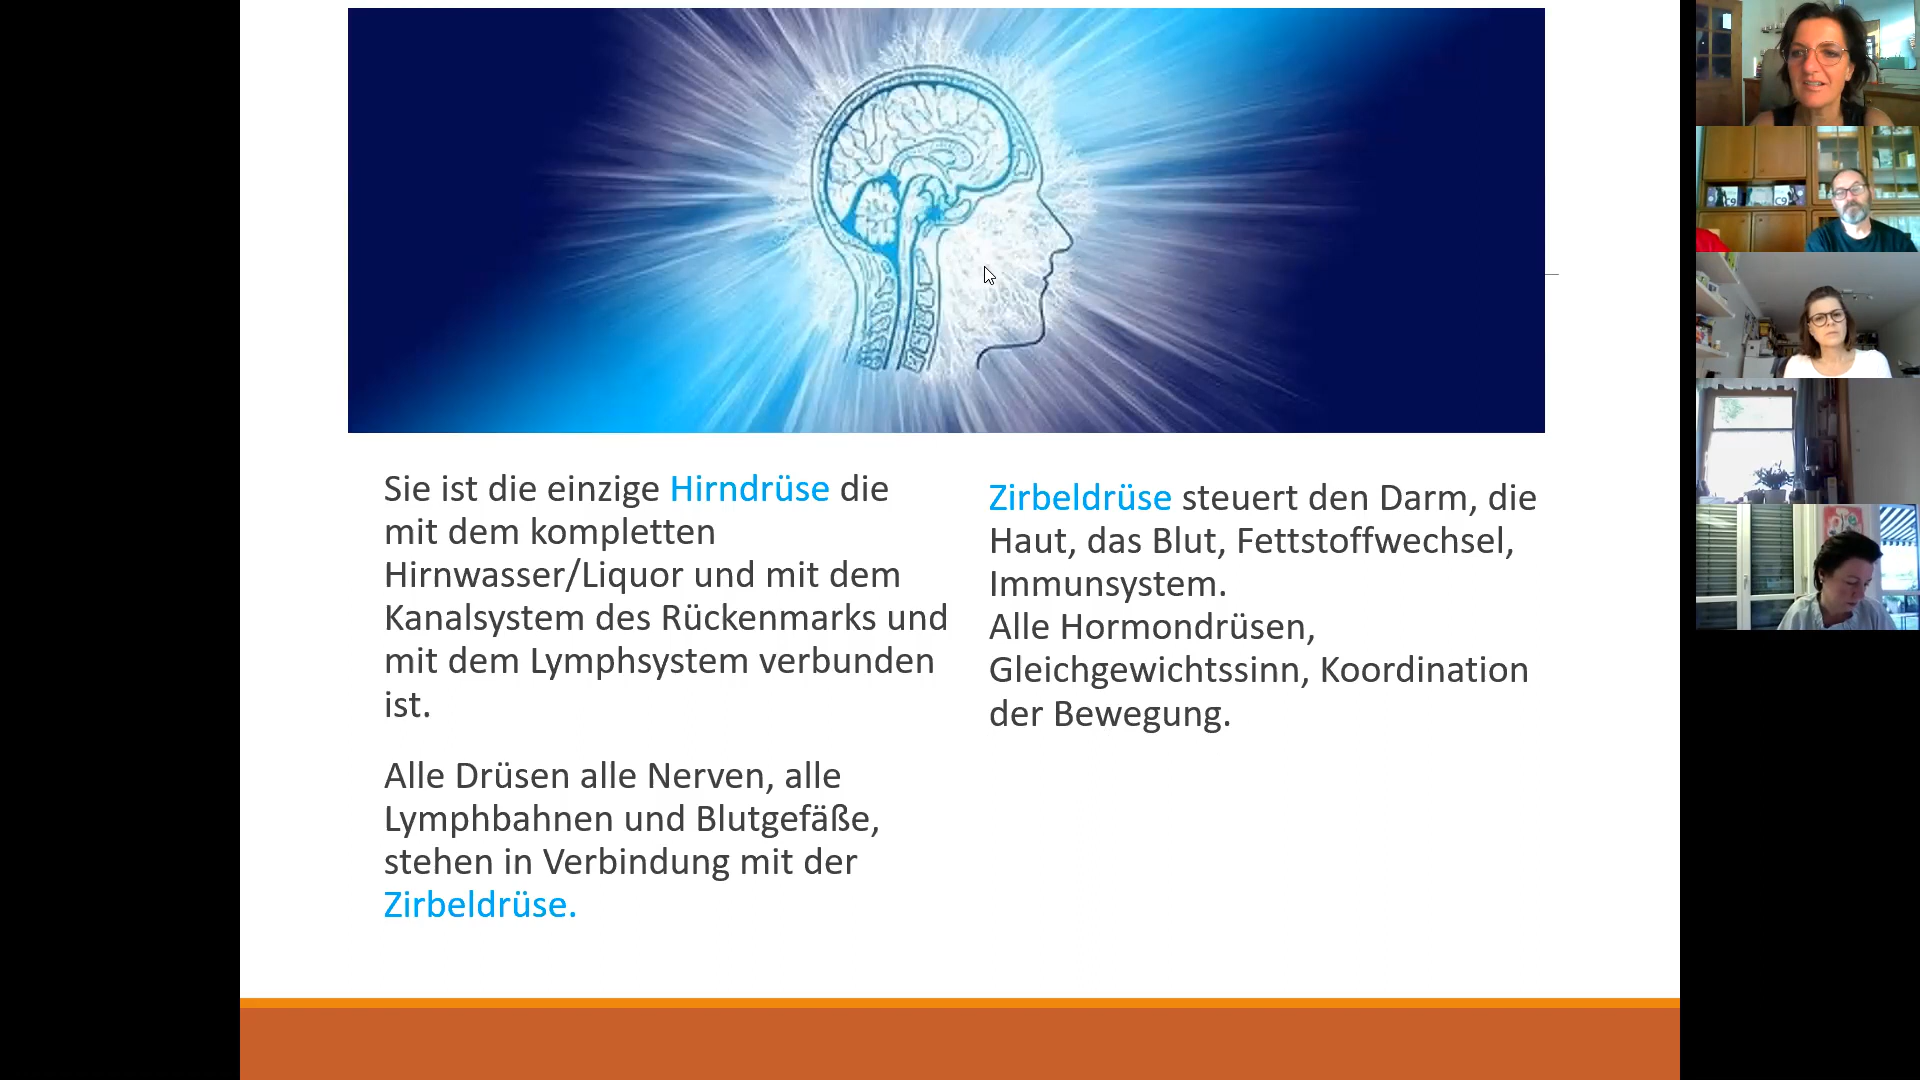 Sie ist die einzige Hirndrüse die
mit dem kompletten
Hirnwasser/Liquor und mit dem
Kanalsystem des Rückenmarks und
mit dem Lymphsystem verbunden
ist.
Alle Drüsen alle Nerven, alle
Lymphbahnen und Blutgefäße,
stehen in Verbindung mit der
Zirbeldrüse.
Zirbeldrüse steuert den Darm, die
Haut, das Blut, Fettstoffwechsel,
Immunsystem.
Alle Hormondrüsen,
Gleichgewichtssinn, Koordination
der Bewegung.